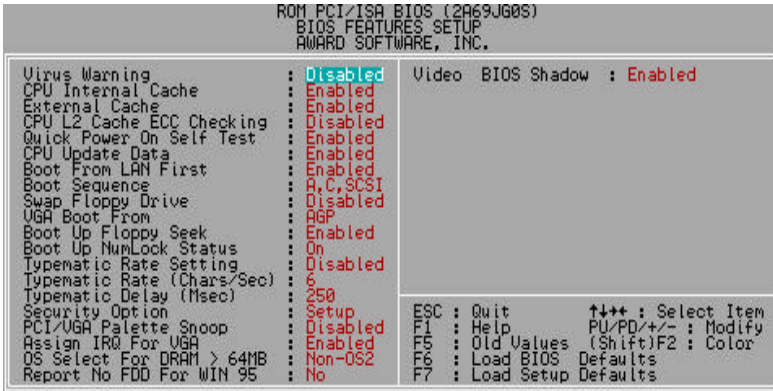 ROM PCI/ISA BIOS (2A69JG0S)
BIOS FEATURES SETUP
AWARD SOFTWARE, INC.
Virus Warning : Disabled
CPU Internal Cache : Enabled
External Cache : Enabled
CPU L2 Cache ECC Checking : Disabled
Quick Power On Self Test : Enabled
CPU Update Data : Enabled
Boot From LAN First : Enabled
Boot Sequence : A,C,SCSI
Swap Floppy Drive : Disabled
VGA Boot From : AGP
Boot Up Floppy Seek : Enabled
Boot Up NumLock Status : On
Typematic Rate Setting : Disabled
Typematic Rate (Chars/Sec) : 6
Typematic Delay (Msec) : 250
Security Option : Setup
PCI/VGA Palette Snoop : Disabled
Assign IRQ For VGA : Enabled
OS Select For DRAM > 64MB : Non-OS2
Report No FDD For WIN 95 : No
Video BIOS Shadow : Enabled
ESC : Quit ↑↓→← : Select Item
F1 : Help PU/PD/+/- : Modify
F5 : Old Values (Shift)F2 : Color
F6 : Load BIOS Defaults
F7 : Load Setup Defaults